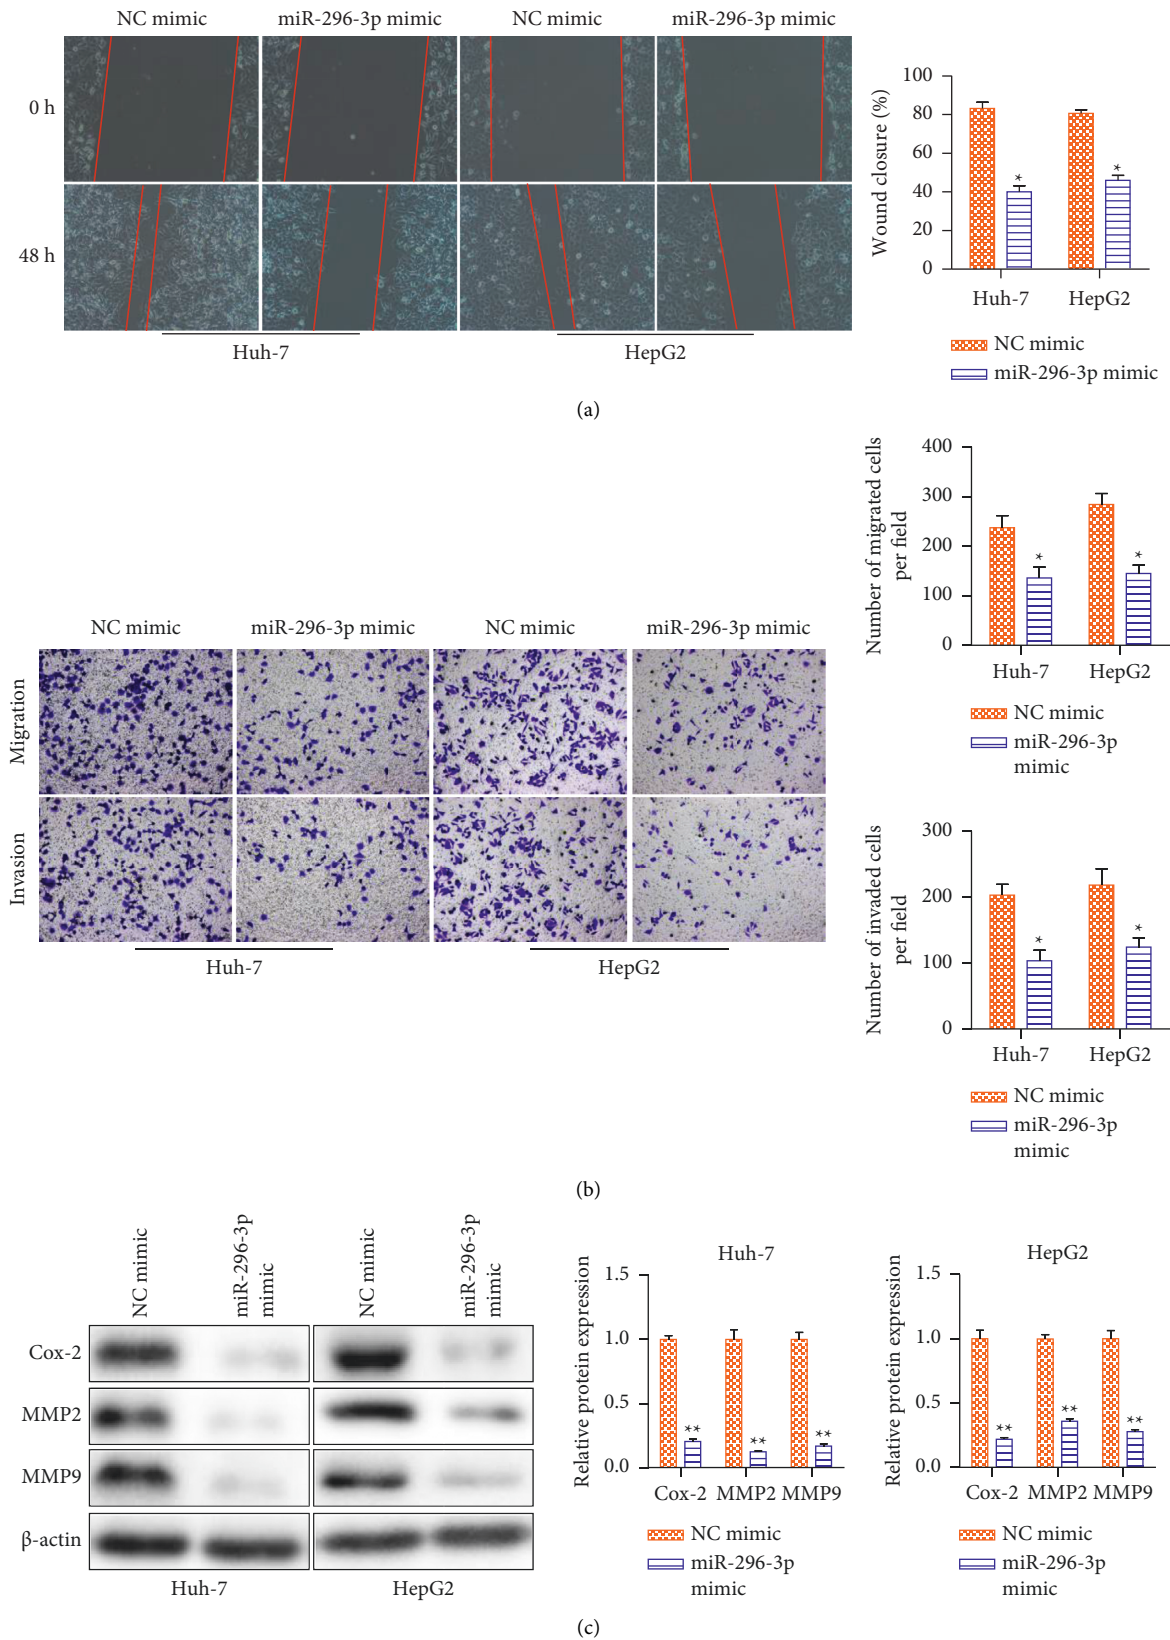 NC mimic
miR-296-3p mimic
NC mimic
miR-296-3p mimic
0 h
48 h
Huh-7
HepG2
Wound closure (%)
100
80
60
40
20
0
*
*
Huh-7
HepG2
NC mimic
miR-296-3p mimic
(a)
NC mimic
miR-296-3p mimic
NC mimic
miR-296-3p mimic
Migration
Invasion
Huh-7
HepG2
Number of migrated cells
per field
400
300
200
100
0
*
*
Huh-7
HepG2
NC mimic
miR-296-3p
mimic
Number of invaded cells
per field
300
200
100
0
*
*
Huh-7
HepG2
NC mimic
miR-296-3p
mimic
(b)
NC mimic
miR-296-3p
mimic
NC mimic
miR-296-3p
mimic
Cox-2
MMP2
MMP9
β-actin
Huh-7
HepG2
Huh-7
Relative protein expression
1.5
1.0
0.5
0.0
**
**
**
Cox-2 MMP2 MMP9
NC mimic
miR-296-3p
mimic
HepG2
Relative protein expression
1.5
1.0
0.5
0.0
**
**
**
Cox-2 MMP2 MMP9
NC mimic
miR-296-3p
mimic
(c)